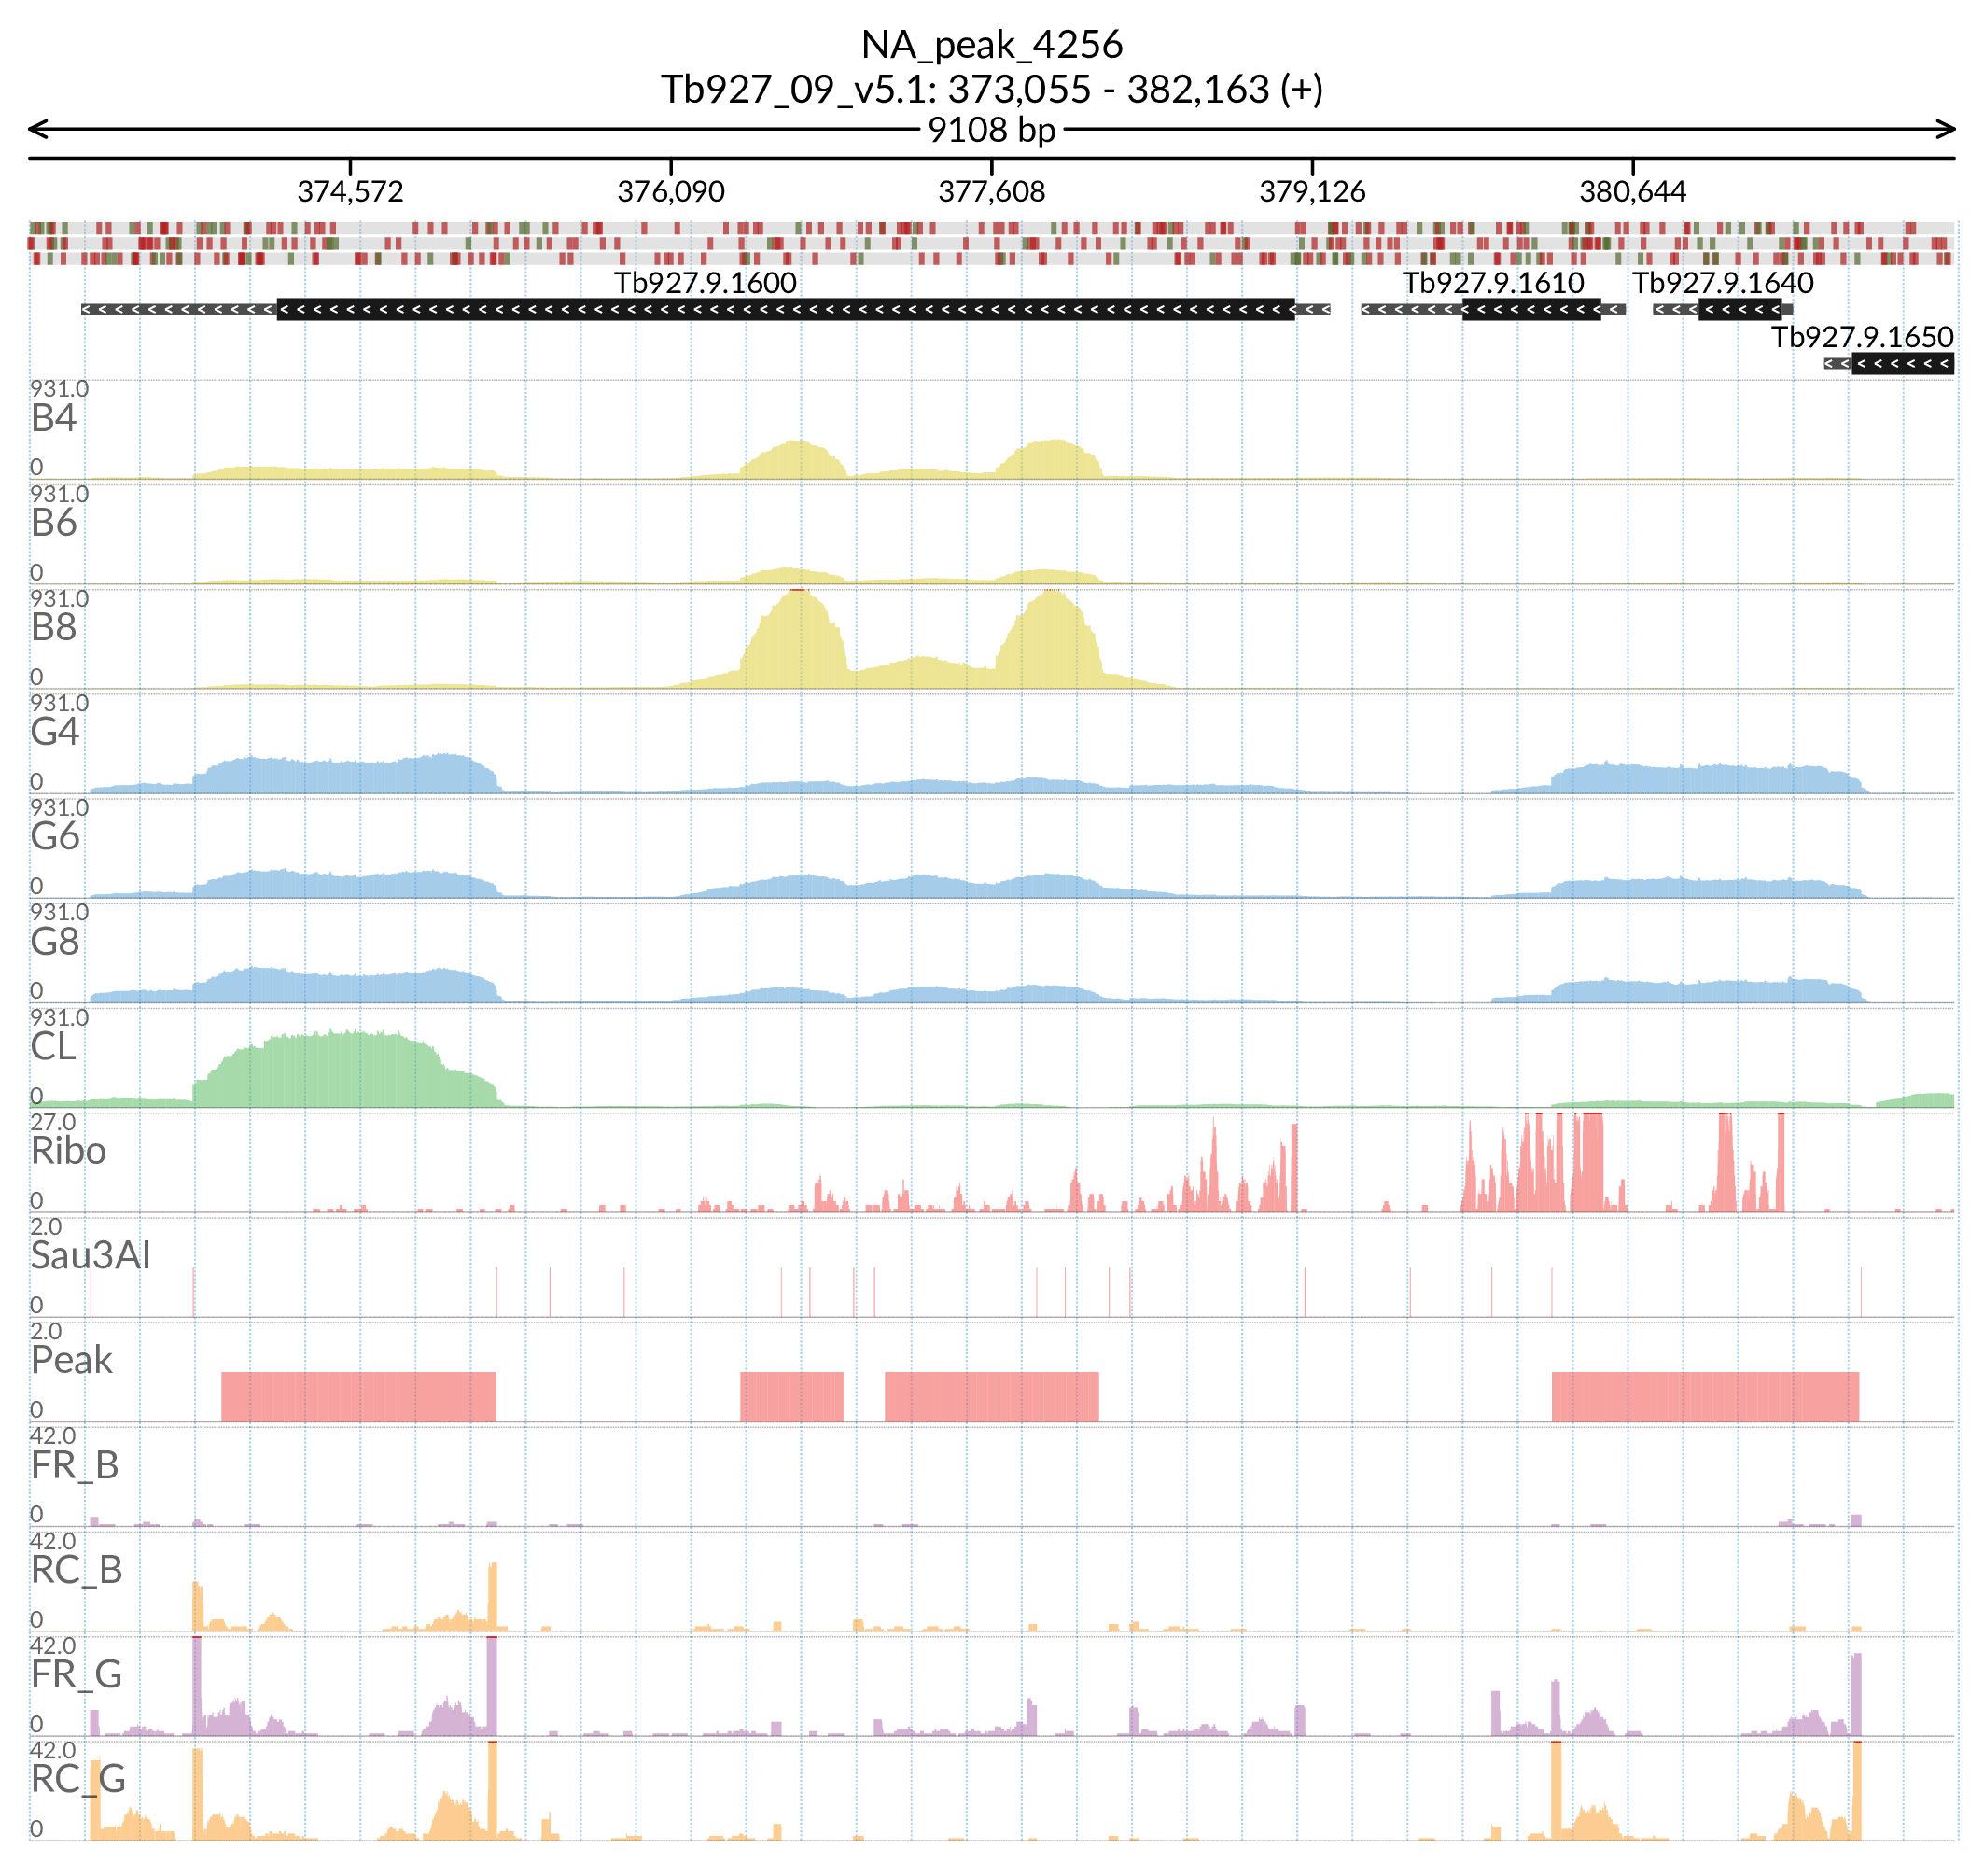 NA_peak_4256
Tb927_09_v5.1: 373,055 - 382,163 (+)
9108 bp
374,572 376,090 377,608 379,126 380,644
Tb927.9.1600 Tb927.9.1610 Tb927.9.1640
Tb927.9.1650
931.0
B4
0
931.0
B6
0
931.0
B8
0
931.0
G4
0
931.0
G6
0
931.0
G8
0
931.0
CL
0
27.0
Ribo
0
2.0
Sau3AI
0
2.0
Peak
0
42.0
FR_B
0
42.0
RC_B
0
42.0
FR_G
0
42.0
RC_G
0